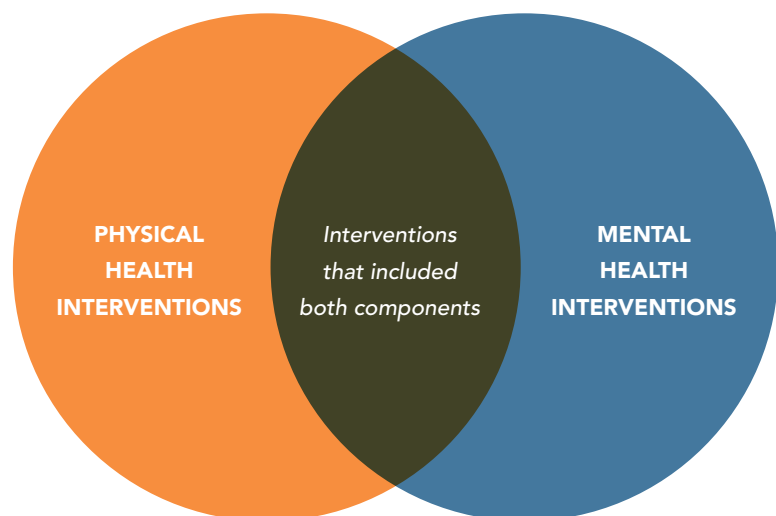 PHYSICAL
HEALTH
INTERVENTIONS
Interventions
that included
both components
MENTAL
HEALTH
INTERVENTIONS